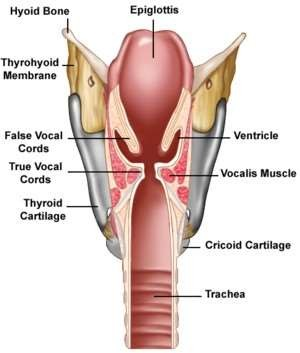 Hyoid Bone
Epiglottis
Thyrohyoid
Membrane
False Vocal
Cords
Ventricle
True Vocal
Cords
Vocalis Muscle
Thyroid
Cartilage
Cricoid Cartilage
Trachea